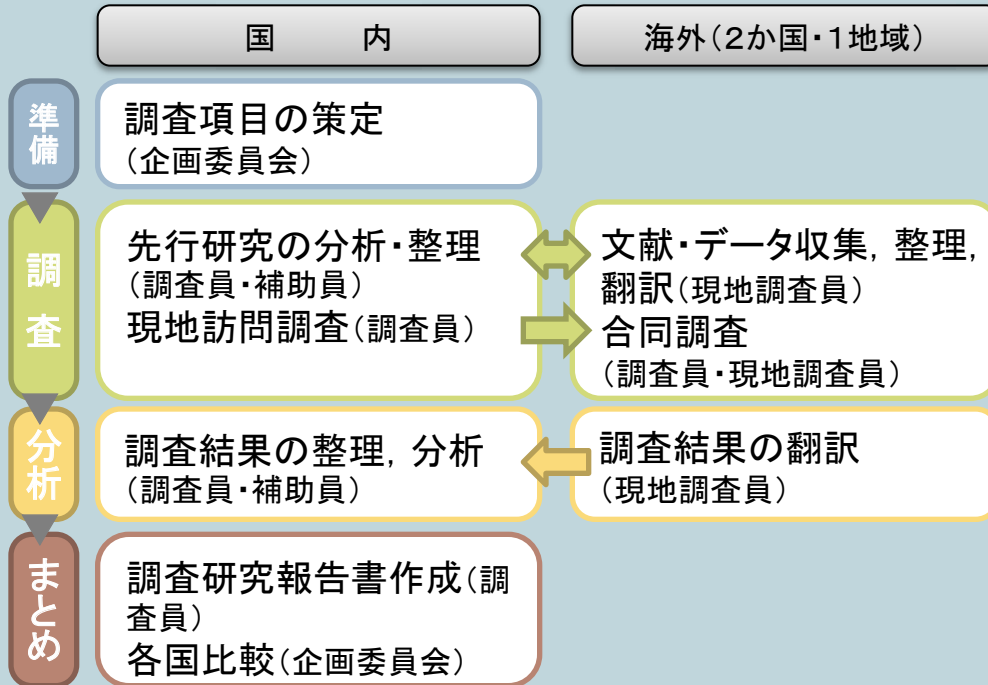 国　　内
海外(2か国・1地域)
準備
調査項目の策定
(企画委員会)
調査
先行研究の分析・整理
(調査員・補助員)
現地訪問調査(調査員)
文献・データ収集, 整理,
翻訳(現地調査員)
合同調査
(調査員・現地調査員)
分析
調査結果の整理, 分析
(調査員・補助員)
調査結果の翻訳
(現地調査員)
まとめ
調査研究報告書作成(調
査員)
各国比較(企画委員会)